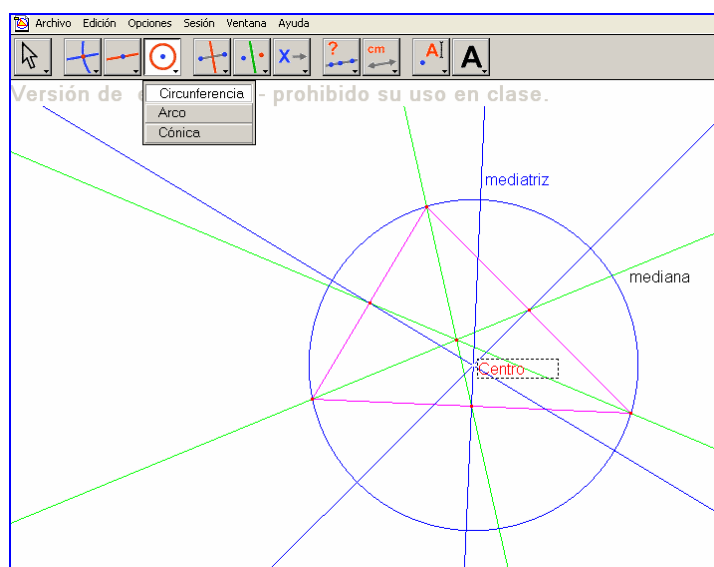 Archivo Edición Opciones Sesión Ventana Ayuda
? cm A A
Circunferencia
Versión de - prohibido su uso en clase.
Arco
Cónica
mediatriz
mediana
Centro